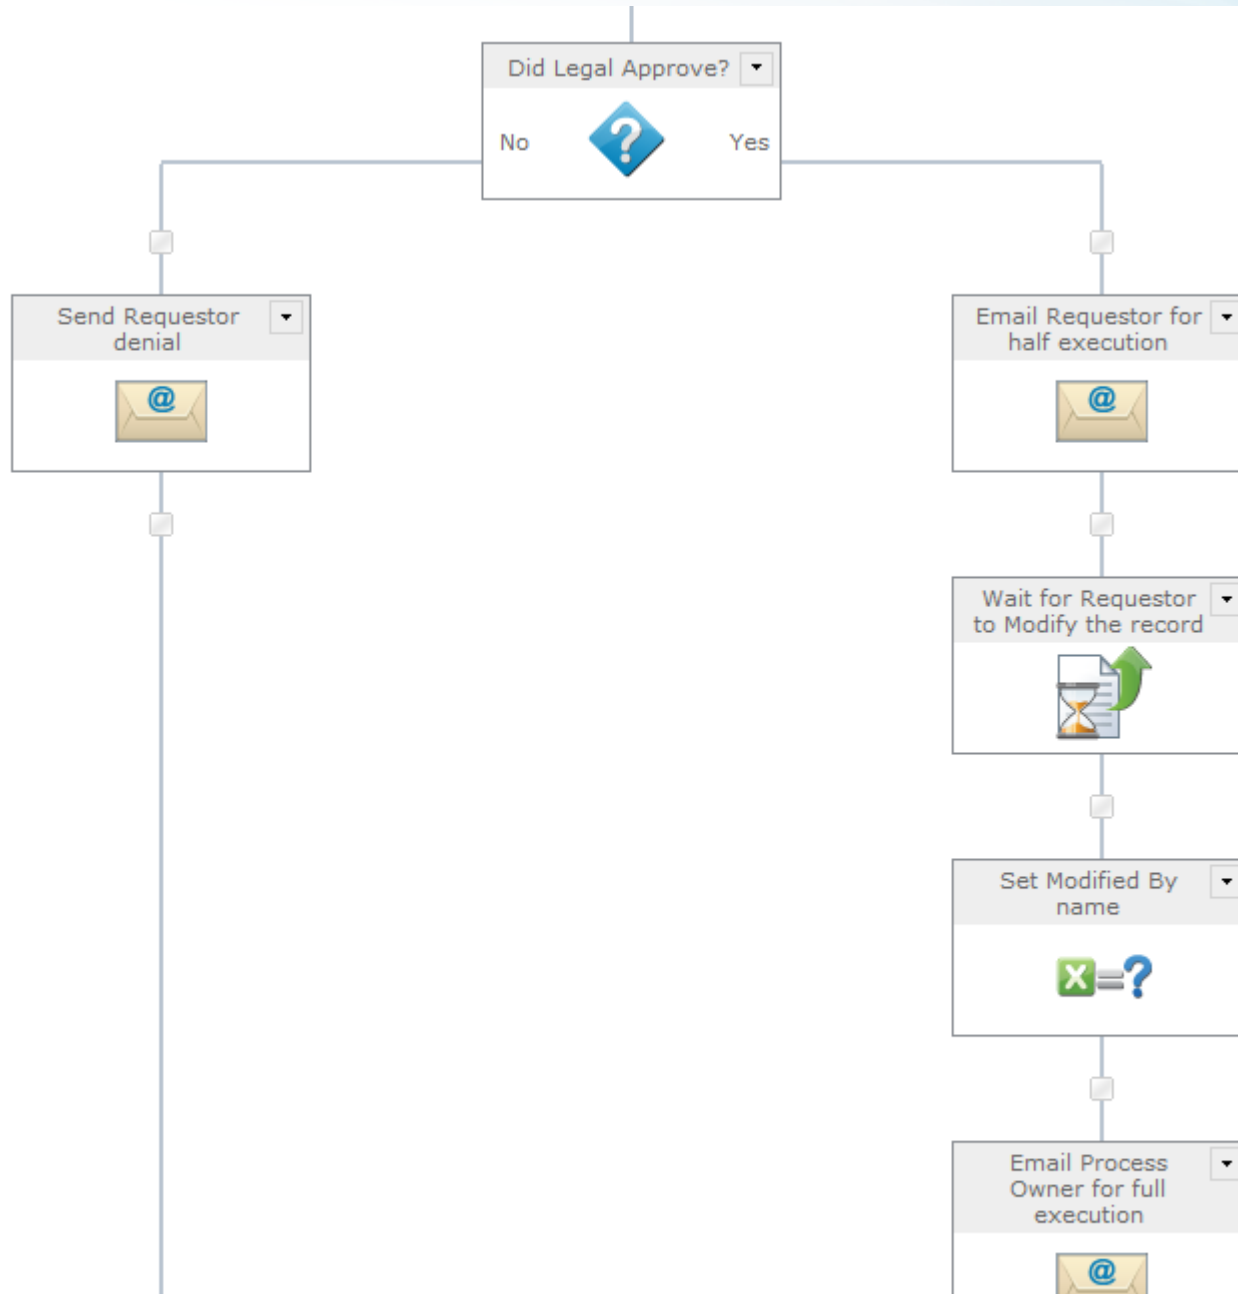 Did Legal Approve?
No
Yes
Send Requestor
denial
@
Email Requestor for
half execution
@
Wait for Requestor
to Modify the record
Set Modified By
name
X=?
Email Process
Owner for full
execution
@